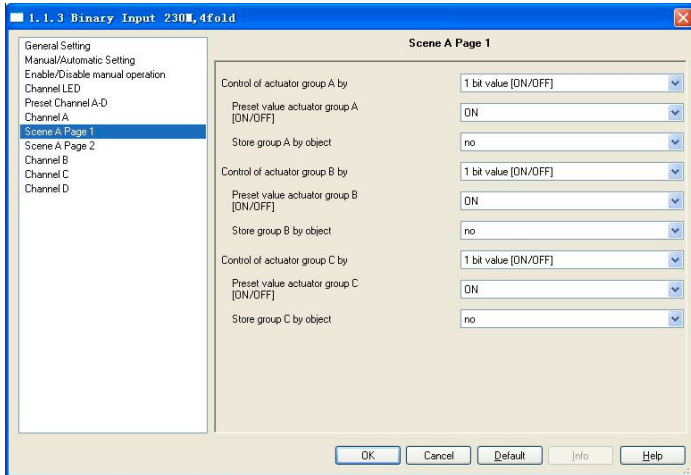 1.1.3 Binary Input 230M,4fold
General Setting
Manual/Automatic Setting
Enable/Disable manual operation
Channel LED
Preset Channel A-D
Channel A
Scene A Page 1
Scene A Page 2
Channel B
Channel C
Channel D
Scene A Page 1
Control of actuator group A by
1 bit value [ON/OFF]
Preset value actuator group A
[ON/OFF]
ON
Store group A by object
no
Control of actuator group B by
1 bit value [ON/OFF]
Preset value actuator group B
[ON/OFF]
ON
Store group B by object
no
Control of actuator group C by
1 bit value [ON/OFF]
Preset value actuator group C
[ON/OFF]
ON
Store group C by object
no
OK
Cancel
Default
Info
Help